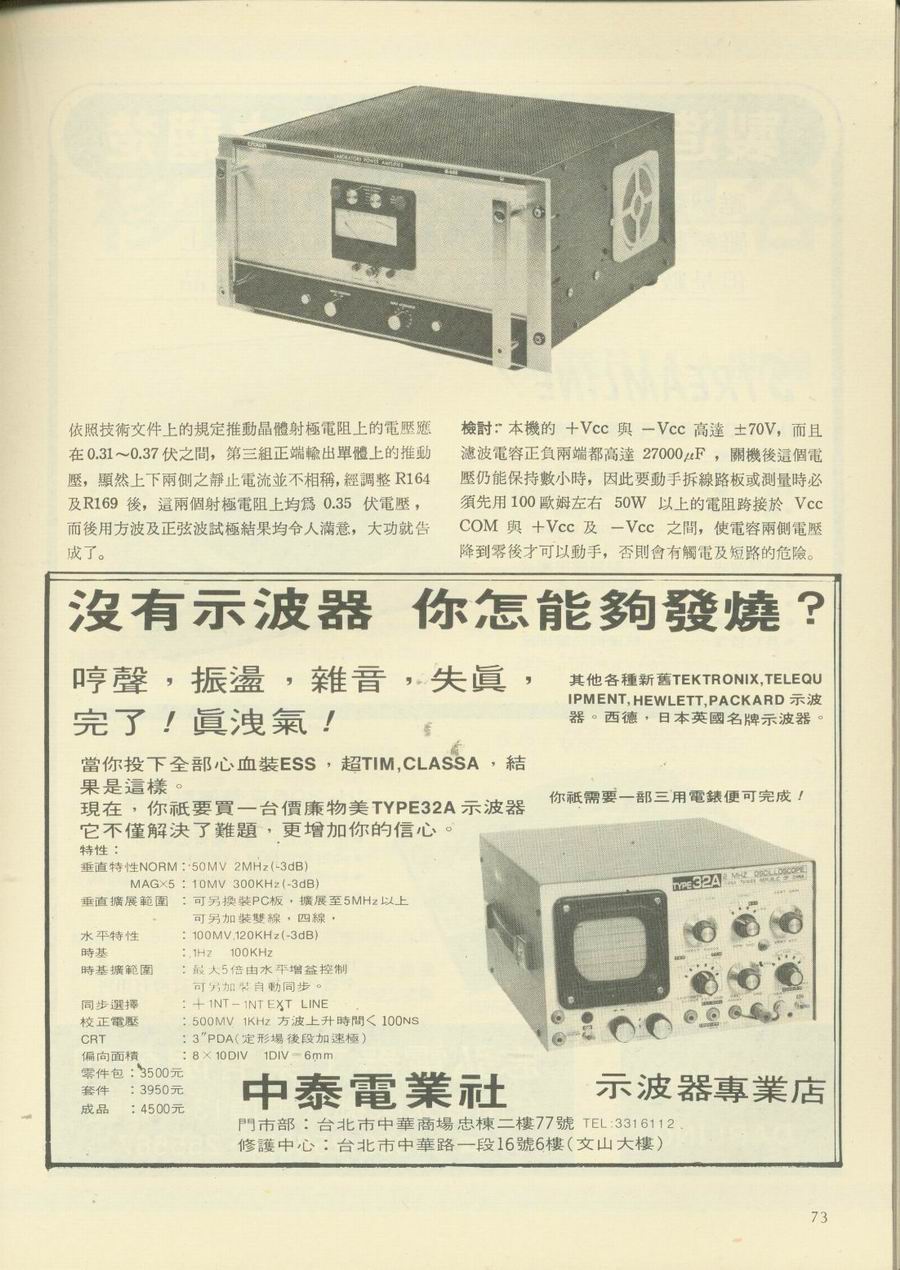 LABORATORY POWER AMPLIFIER
依照技術文件上的規定推動晶體射極電阻上的電壓應
在0.31～0.37伏之間，第三組正端輸出單體上的推動
壓，顯然上下兩側之靜止電流並不相稱，經調整R164
及R169 後，這兩個射極電阻上均爲 0.35 伏電壓，
而後用方波及正弦波試極結果均令人滿意，大功就告
成了。
檢討：本機的 ＋Vcc 與 －Vcc 高達 ±70V，而且
濾波電容正負兩端都高達 27000μF ，關機後這個電
壓仍能保持數小時，因此要動手拆線路板或測量時必
須先用100歐姆左右 50W 以上的電阻跨接於 Vcc
COM 與 ＋Vcc 及 －Vcc 之間，使電容兩側電壓
降到零後才可以動手，否則會有觸電及短路的危險。
沒有示波器 你怎能夠發燒？
哼聲，振盪，雜音，失眞，
完了！眞洩氣！
當你投下全部心血裝ESS，超TIM,CLASSA，結
果是這樣。
現在，你祇要買一台價廉物美TYPE32A示波器
它不僅解決了難題，更增加你的信心。
其他各種新舊TEKTRONIX,TELEQU
IPMENT,HEWLETT,PACKARD示波
器。西德，日本英國名牌示波器。
你祇需要一部三用電錶便可完成！
特性：
垂直特性NORM：50MV 2MHz(-3dB)
MAG×5：10MV 300KHz(-3dB)
垂直擴展範圍：可另換裝PC板，擴展至5MHz以上
可另加裝雙線，四線，
水平特性：100MV,120KHz(-3dB)
時基：1Hz 100KHz
時基擴範圍：最大5倍由水平增益控制
可另加裝自動同步。
同步選擇：＋1NT－1NT EXT LINE
校正電壓：500MV 1KHz 方波上升時間＜100NS
CRT：3″PDA(定形場後段加速極)
偏向面積：8×10DIV 1DIV＝6mm
零件包：3500元
套件：3950元
成品：4500元
TYPE 32A 2 MHZ OSCILLOSCOPE
中泰電業社 示波器專業店
門市部：台北市中華商場忠棟二樓77號 TEL:3316112.
修護中心：台北市中華路一段16號6樓(文山大樓)
73